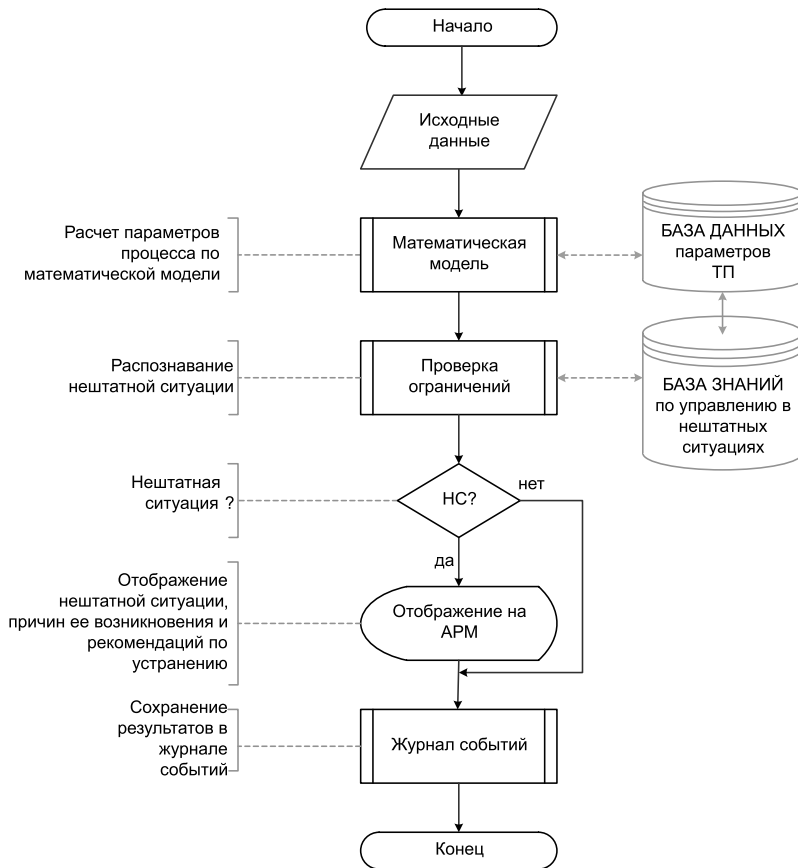 Начало
Исходные
данные
Расчет параметров
процесса по
математической модели
Математическая
модель
БАЗА ДАННЫХ
параметров
ТП
Распознавание
нештатной ситуации
Проверка
ограничений
БАЗА ЗНАНИЙ
по управлению в
нештатных
ситуациях
Нештатная
ситуация ?
НС?
нет
да
Отображение
нештатной ситуации,
причин ее возникновения и
рекомендаций по
устранению
Отображение на
АРМ
Сохранение
результатов в
журнале
событий
Журнал событий
Конец